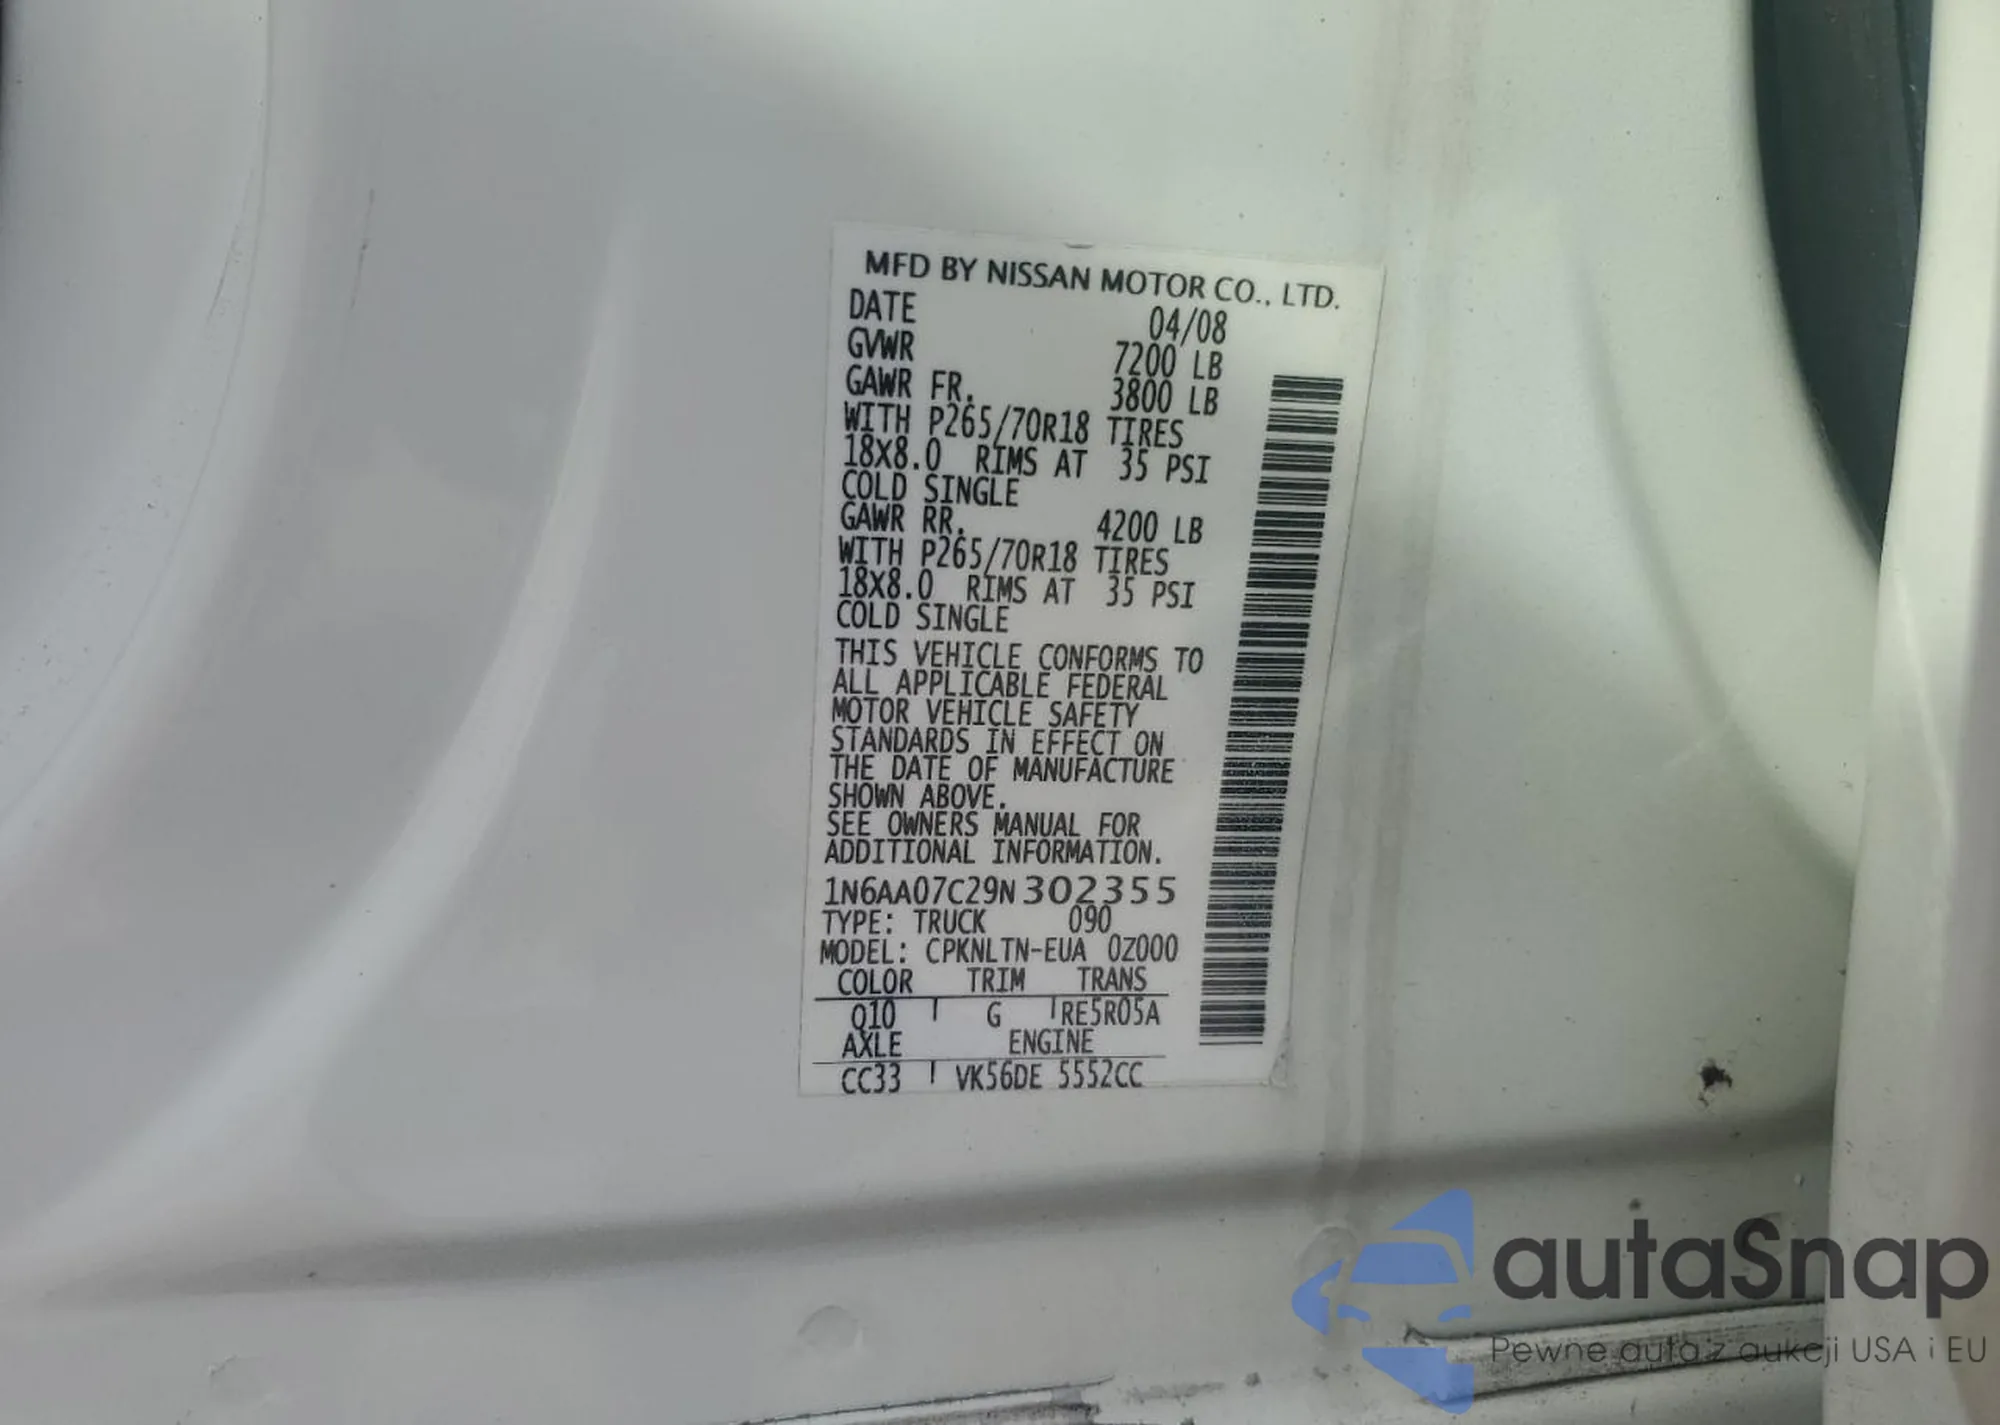 MFD BY NISSAN MOTOR CO., LTD.
DATE 04/08
GVWR 7200 LB
GAWR FR. 3800 LB
WITH P265/70R18 TIRES
18X8.0 RIMS AT 35 PSI
COLD SINGLE
GAWR RR. 4200 LB
WITH P265/70R18 TIRES
18X8.0 RIMS AT 35 PSI
COLD SINGLE
THIS VEHICLE CONFORMS TO
ALL APPLICABLE FEDERAL
MOTOR VEHICLE SAFETY
STANDARDS IN EFFECT ON
THE DATE OF MANUFACTURE
SHOWN ABOVE.
SEE OWNERS MANUAL FOR
ADDITIONAL INFORMATION.
1N6AA07C29N302355
TYPE: TRUCK 090
MODEL: CPKNLTN-EUA 0Z000
COLOR TRIM TRANS
Q10 G RE5R05A
AXLE ENGINE
CC33 VK56DE 5552CC
autaSnap
Pewne auta z aukcji USA i EU